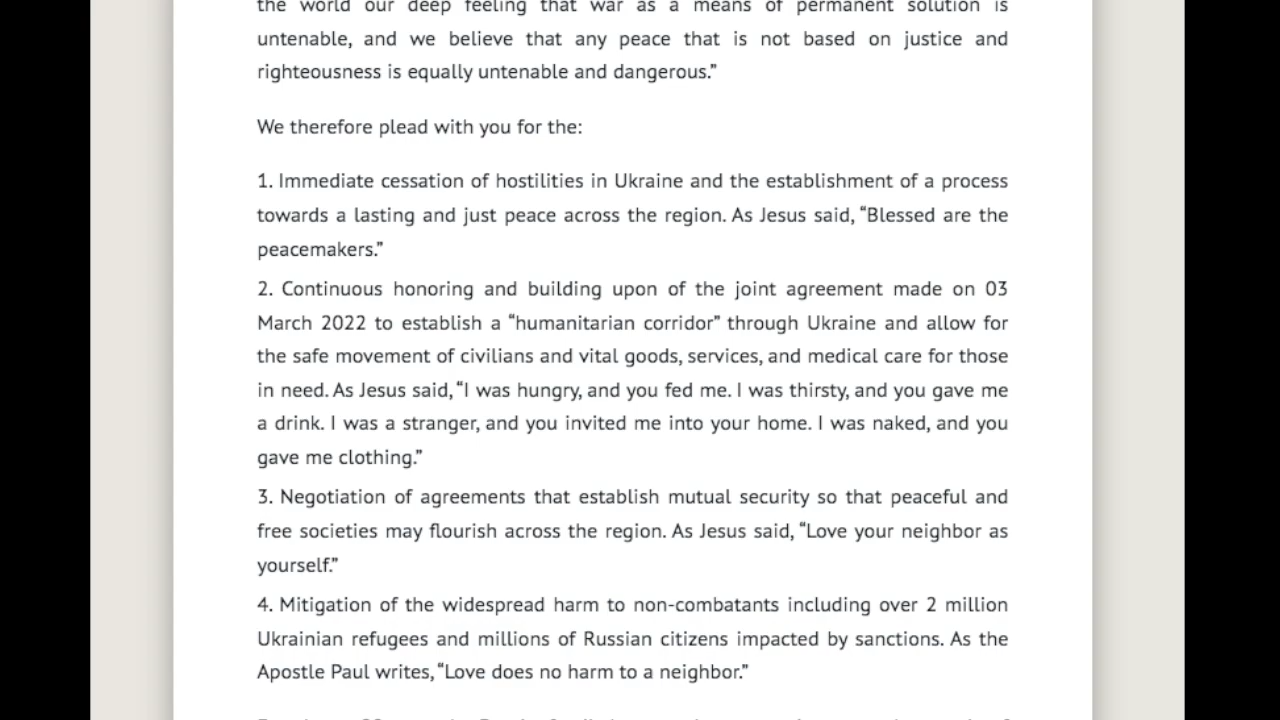 the world our deep feeling that war as a means of permanent solution is
untenable, and we believe that any peace that is not based on justice and
righteousness is equally untenable and dangerous.”
We therefore plead with you for the:
1. Immediate cessation of hostilities in Ukraine and the establishment of a process
towards a lasting and just peace across the region. As Jesus said, “Blessed are the
peacemakers.”
2. Continuous honoring and building upon of the joint agreement made on 03
March 2022 to establish a “humanitarian corridor” through Ukraine and allow for
the safe movement of civilians and vital goods, services, and medical care for those
in need. As Jesus said, “I was hungry, and you fed me. I was thirsty, and you gave me
a drink. I was a stranger, and you invited me into your home. I was naked, and you
gave me clothing.”
3. Negotiation of agreements that establish mutual security so that peaceful and
free societies may flourish across the region. As Jesus said, “Love your neighbor as
yourself.”
4. Mitigation of the widespread harm to non-combatants including over 2 million
Ukrainian refugees and millions of Russian citizens impacted by sanctions. As the
Apostle Paul writes, “Love does no harm to a neighbor.”